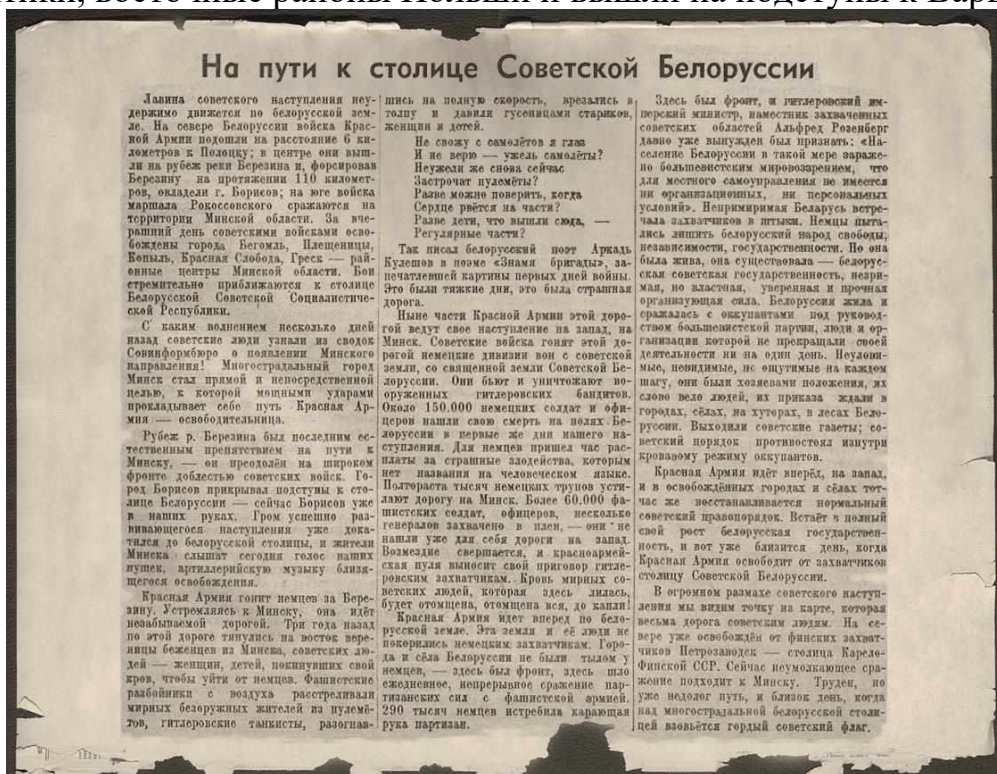 тики, восточные районы Польши и вышли на подступы к Вар
На пути к столице Советской Белоруссии
Лавина советского наступления неу-
держимо движется по белорусской зем-
ле. На севере Белоруссии войска Крас-
ной Армии подошли на расстояние 6 ки-
лометров к Полоцку; в центре они выш-
ли на рубеж реки Березина и, форсировав
Березину на протяжении 110 километ-
ров, овладели г. Борисов; на юге войска
маршала Рокоссовского сражаются на
территории Минской области. За вче-
рашний день советскими войсками осво-
бождены города Бегомль, Плещеницы,
Копыль, Красная Слобода, Греск — рай-
онные центры Минской области. Бои
стремительно приближаются к столице
Белорусской Советской Социалистиче-
ской Республики.
С каким волнением несколько дней
назад советские люди узнали из сводок
Совинформбюро о появлении Минского
направления! Многострадальный город
Минск стал прямой и непосредственной
целью, к которой мощными ударами
прокладывает себе путь Красная Ар-
мия — освободительница.
Рубеж р. Березина был последним ес-
тественным препятствием на пути к
Минску, — он преодолён на широком
фронте доблестью советских войск. Го-
род Борисов прикрывал подступы к сто-
лице Белоруссии — сейчас Борисов уже
в наших руках. Гром успешно раз-
вивающегося наступления уже дока-
тился до белорусской столицы, и жители
Минска слышат сегодня голос наших
пушек, артиллерийскую музыку близя-
щегося освобождения.
Красная Армия гонит немцев за Бере-
зину. Устремляясь к Минску, она идёт
незабываемой дорогой. Три года назад
по этой дороге тянулись на восток вере-
ницы беженцев из Минска, советских лю-
дей — женщин, детей, покинувших свой
кров, чтобы уйти от немцев. Фашистские
разбойники с воздуха расстреливали
мирных безоружных жителей из пулемё-
тов, гитлеровские танкисты, разогнав-
шись на полную скорость, врезались в
толпу и давили гусеницами стариков,
женщин и детей.
Не свожу с самолётов я глаз
И не верю — ужель самолеты?
Неужели же снова сейчас
Застрочат пулемёты?
Разве можно поверить, когда
Сердце рвётся на части?
Разве дети, что вышли сюда, —
Регулярные части?
Так писал белорусский поэт Аркадь
Кулешов в поэме «Знамя бригады», за-
печатлевшей картины первых дней войны.
Это были тяжкие дни, это была страшная
дорога.
Ныне части Красной Армии этой доро-
гой ведут свое наступление на запад, на
Минск. Советские войска гонят этой до-
рогой немецкие дивизии вон с советской
земли, со священной земли Советской Бе-
лоруссии. Они бьют и уничтожают во-
оруженных гитлеровских бандитов.
Около 150.000 немецких солдат и офи-
церов нашли свою смерть на полях Бе-
лоруссии в первые же дни нашего на-
ступления. Для немцев пришел час рас-
платы за страшные злодейства, которым
нет названия на человеческом языке.
Полтораста тысяч немецких трупов усти-
лают дорогу на Минск. Более 60.000 фа-
шистских солдат, офицеров, несколько
генералов захвачено в плен, — они не
нашли уже для себя дороги на запад.
Возмездие свершается, и красноармей-
ская пуля выносит свой приговор гитле-
ровским захватчикам. Кровь мирных со-
ветских людей, которая здесь лилась,
будет отомщена, отомщена вся, до капли!
Красная Армия идет вперед по бело-
русской земле. Эта земля и её люди не
покорились немецким захватчикам. Горо-
да и сёла Белоруссии не были тылом у
немцев, — здесь был фронт, здесь шло
ежедневное, непрерывное сражение пар-
тизанских сил с фашистской армией.
290 тысяч немцев истребила карающая
рука партизан.
Здесь был фронт, и гитлеровский им-
перский министр, наместник захваченных
советских областей Альфред Розенберг
давно уже вынужден был признать: «На-
селение Белоруссии в такой мере зараже-
но большевистским мировоззрением, что
для местного самоуправления не имеется
ни организационных, ни персональных
условий». Непримиримая Беларусь встре-
чала захватчиков в штыки. Немцы пыта-
лись лишить белорусский народ свободы,
независимости, государственности. Но она
была жива, она существовала — белорус-
ская советская государственность, незри-
мая, но властная, уверенная и прочная
организующая сила. Белоруссия жила и
сражалась с оккупантами под руковод-
ством большевистской партии, люди и ор-
ганизации которой не прекращали своей
деятельности ни на один день. Неулови-
мые, невидимые, но ощутимые на каждом
шагу, они были хозяевами положения, их
слово вело людей, их приказа ждали в
городах, сёлах, на хуторах, в лесах Бело-
руссии. Выходили советские газеты; со-
ветский порядок противостоял изнутри
кровавому режиму оккупантов.
Красная Армия идёт вперёд, на запад,
и в освобождённых городах и сёлах тот-
час же восстанавливается нормальный
советский правопорядок. Встаёт в полный
свой рост белорусская государствен-
ность, и вот уже близится день, когда
Красная Армия освободит от захватчиков
столицу Советской Белоруссии.
В огромном размахе советского наступ-
ления мы видим точку на карте, которая
весьма дорога советским людям. На се-
вере уже освобождён от финских захват-
чиков Петрозаводск — столица Карело-
Финской ССР. Сейчас неумолкающее сра-
жение подходит к Минску. Труден, но
уже недолог путь, и близок день, когда
над многострадальной белорусской столи-
цей взовьётся гордый советский флаг.